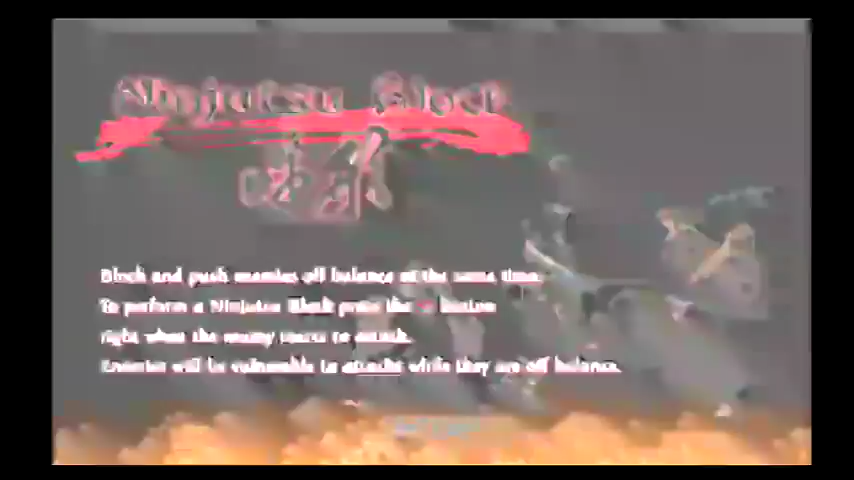 Ninjutsu Block
Block and push enemies off balance at the same time.
To perform a Ninjutsu Block press the button
right when the enemy starts to attack.
Enemies will be vulnerable to attacks while they are off balance.